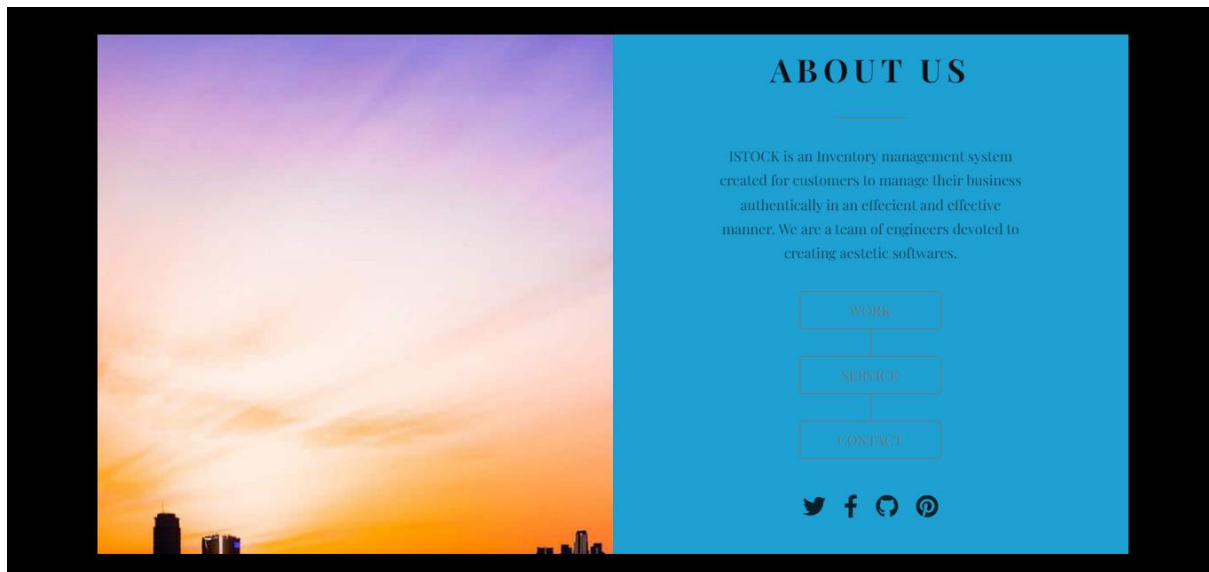 ABOUT US
ISTOCK is an Inventory management system
created for customers to manage their business
authentically in an effecient and effective
manner. We are a team of engineers devoted to
creating aestetic softwares.
WORK
SERVICE
CONTACT